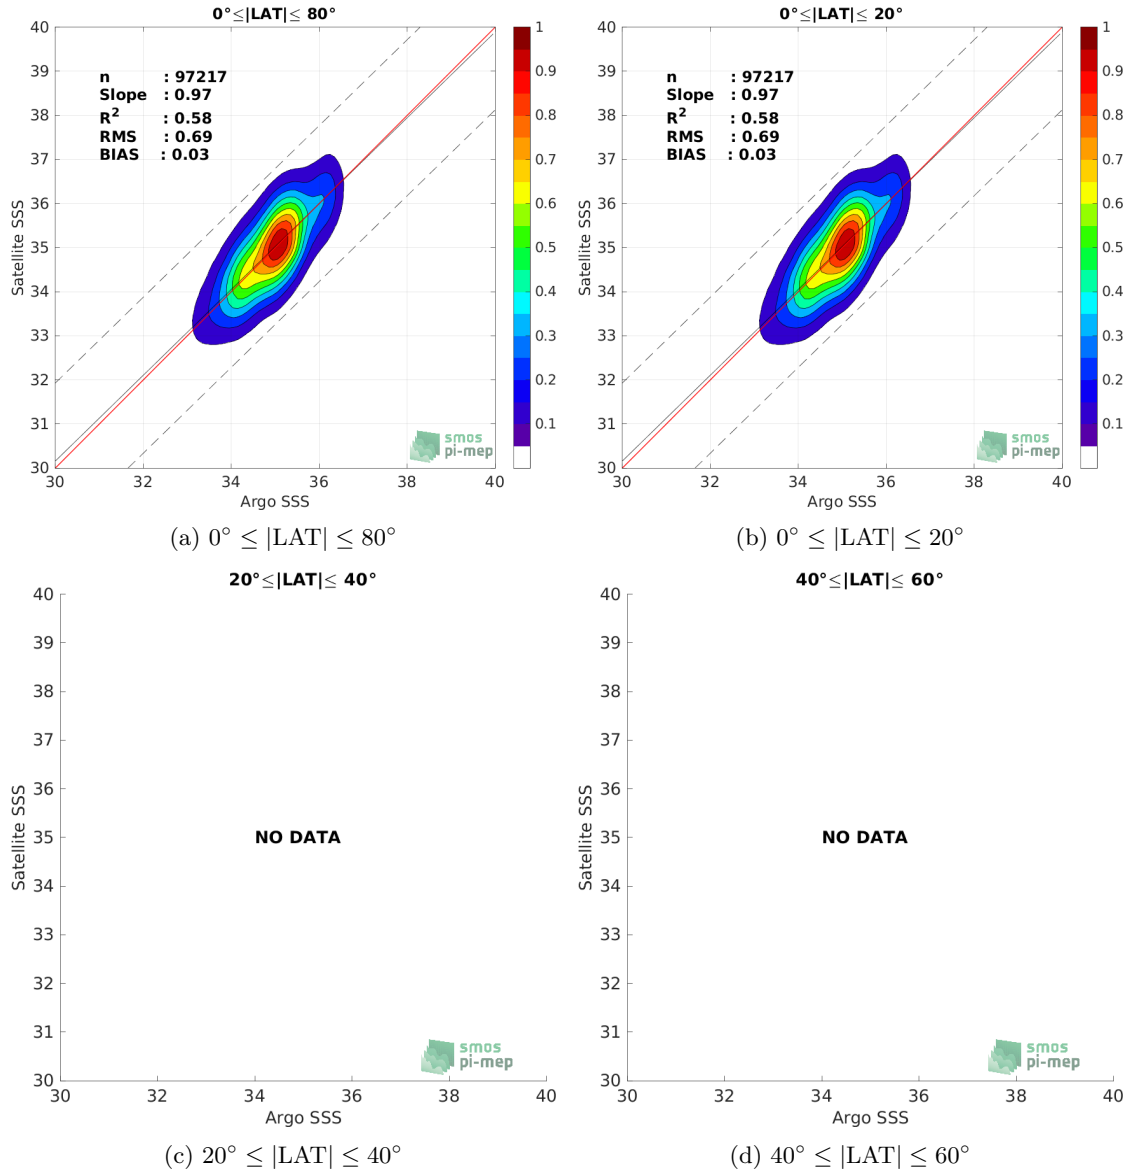 0°≤|LAT|≤ 80°
40
39
38
37
36
35
34
33
32
31
30
Satellite SSS
n : 97217
Slope : 0.97
R² : 0.58
RMS : 0.69
BIAS : 0.03
smos
pi-mep
30 32 34 36 38 40
Argo SSS
1
0.9
0.8
0.7
0.6
0.5
0.4
0.3
0.2
0.1
(a) 0° ≤ |LAT| ≤ 80°
0°≤|LAT|≤ 20°
40
39
38
37
36
35
34
33
32
31
30
Satellite SSS
n : 97217
Slope : 0.97
R² : 0.58
RMS : 0.69
BIAS : 0.03
smos
pi-mep
30 32 34 36 38 40
Argo SSS
1
0.9
0.8
0.7
0.6
0.5
0.4
0.3
0.2
0.1
(b) 0° ≤ |LAT| ≤ 20°
20°≤|LAT|≤ 40°
40
39
38
37
36
35
34
33
32
31
30
Satellite SSS
NO DATA
smos
pi-mep
30 32 34 36 38 40
Argo SSS
(c) 20° ≤ |LAT| ≤ 40°
40°≤|LAT|≤ 60°
40
39
38
37
36
35
34
33
32
31
30
Satellite SSS
NO DATA
smos
pi-mep
30 32 34 36 38 40
Argo SSS
(d) 40° ≤ |LAT| ≤ 60°